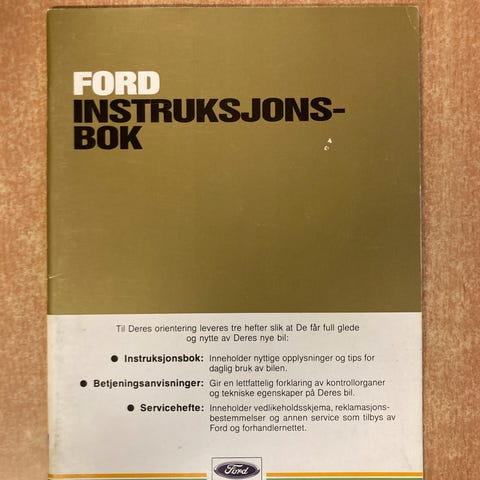 FORD
INSTRUKSJONS-
BOK
Til Deres orientering leveres tre hefter slik at De får full glede
og nytte av Deres nye bil:
● Instruksjonsbok: Inneholder nyttige opplysninger og tips for
daglig bruk av bilen.
● Betjeningsanvisninger: Gir en lettfattelig forklaring av kontrollorganer
og tekniske egenskaper på Deres bil.
● Servicehefte: Inneholder vedlikeholdsskjema, reklamasjons-
bestemmelser og annen service som tilbys av
Ford og forhandlernettet.
Ford